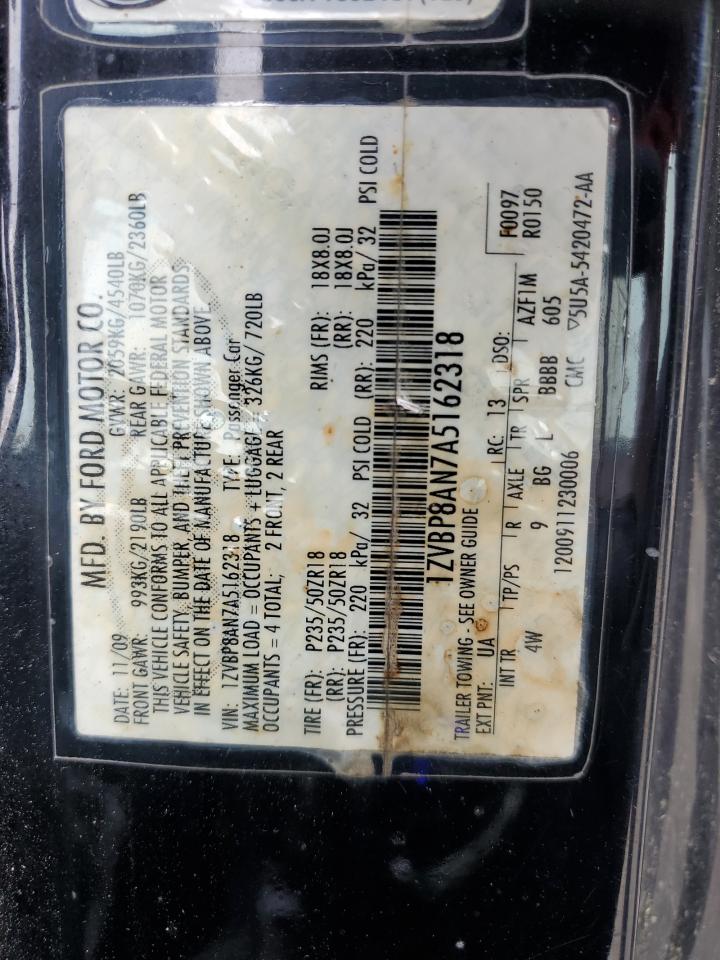 MFD. BY FORD MOTOR CO.
DATE: 11/09 GVWR: 2059KG/4540LB
FRONT GAWR: 993KG/2190LB REAR GAWR: 1070KG/2360LB
THIS VEHICLE CONFORMS TO ALL APPLICABLE FEDERAL MOTOR
VEHICLE SAFETY, BUMPER, AND THEFT PREVENTION STANDARDS
IN EFFECT ON THE DATE OF MANUFACTURE SHOWN ABOVE.
VIN: 1ZVBP8AN7A5162318 TYPE: Passenger Car
MAXIMUM LOAD = OCCUPANTS + LUGGAGE = 326KG/ 720LB
OCCUPANTS = 4 TOTAL; 2 FRONT, 2 REAR
TIRE (FR): P235/50ZR18 RIMS (FR): 18X8.0J
(RR): P235/50ZR18 (RR): 18X8.0J
PRESSURE (FR): 220 kPa/ 32 PSI COLD (RR): 220 kPa/ 32 PSI COLD
1ZVBP8AN7A5162318
TRAILER TOWING - SEE OWNER GUIDE
EXT PNT: UA RC: 13 DSO: F0097
R0150
INT TR TP/PS R AXLE TR SPR AZF1M
4W 9 BG L BBBB 605
1200911230006 CMC ▽5U5A-5420472-AA